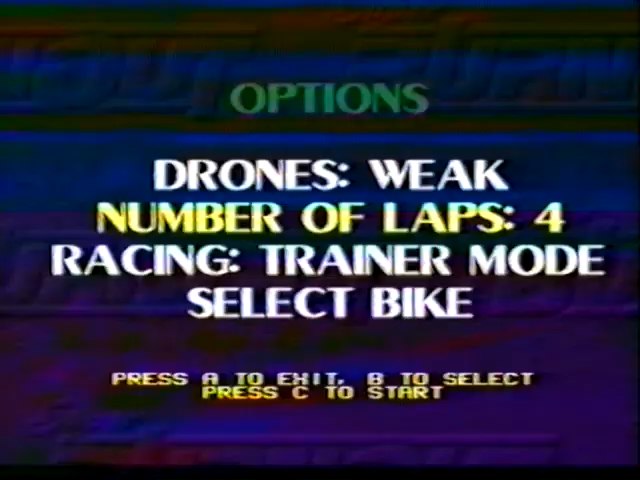 OPTIONS
DRONES: WEAK
NUMBER OF LAPS: 4
RACING: TRAINER MODE
SELECT BIKE
PRESS A TO EXIT, B TO SELECT
PRESS C TO START